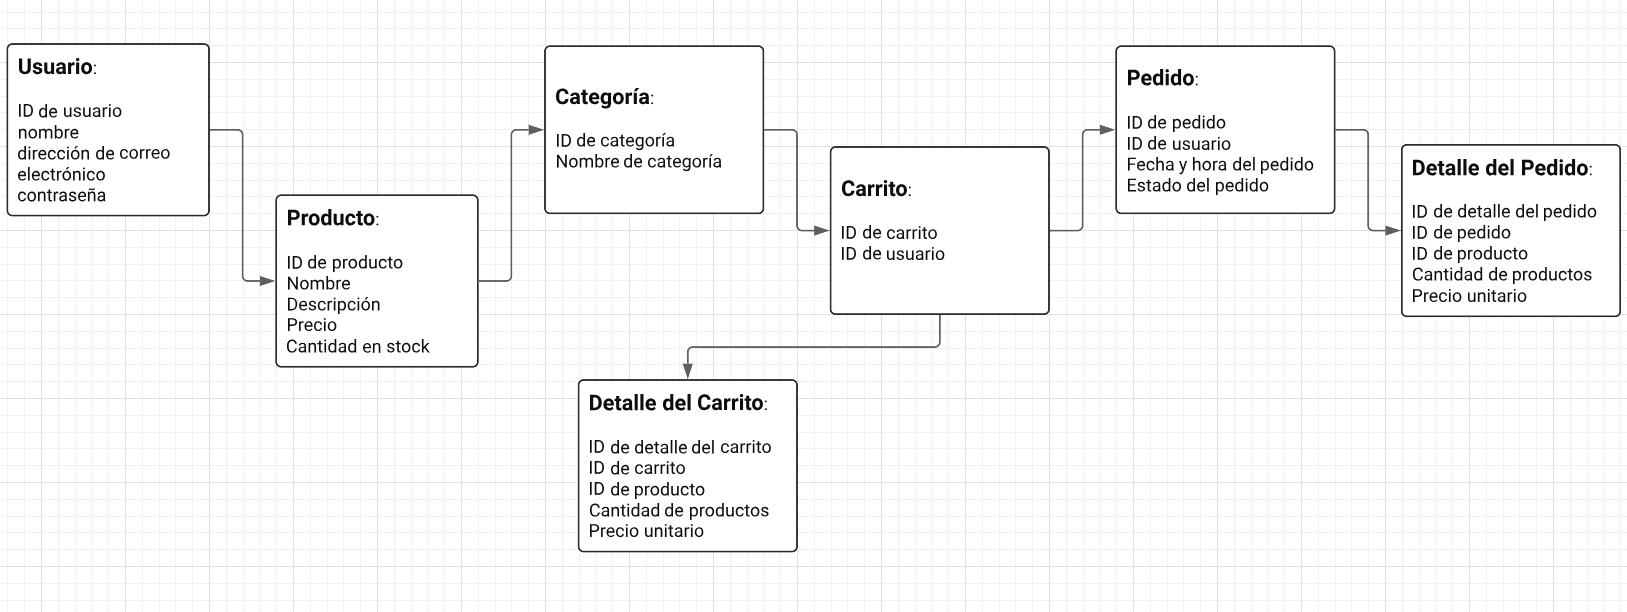 Usuario:
ID de usuario
nombre
dirección de correo
electrónico
contraseña
Producto:
ID de producto
Nombre
Descripción
Precio
Cantidad en stock
Categoría:
ID de categoría
Nombre de categoría
Carrito:
ID de carrito
ID de usuario
Detalle del Carrito:
ID de detalle del carrito
ID de carrito
ID de producto
Cantidad de productos
Precio unitario
Pedido:
ID de pedido
ID de usuario
Fecha y hora del pedido
Estado del pedido
Detalle del Pedido:
ID de detalle del pedido
ID de pedido
ID de producto
Cantidad de productos
Precio unitario